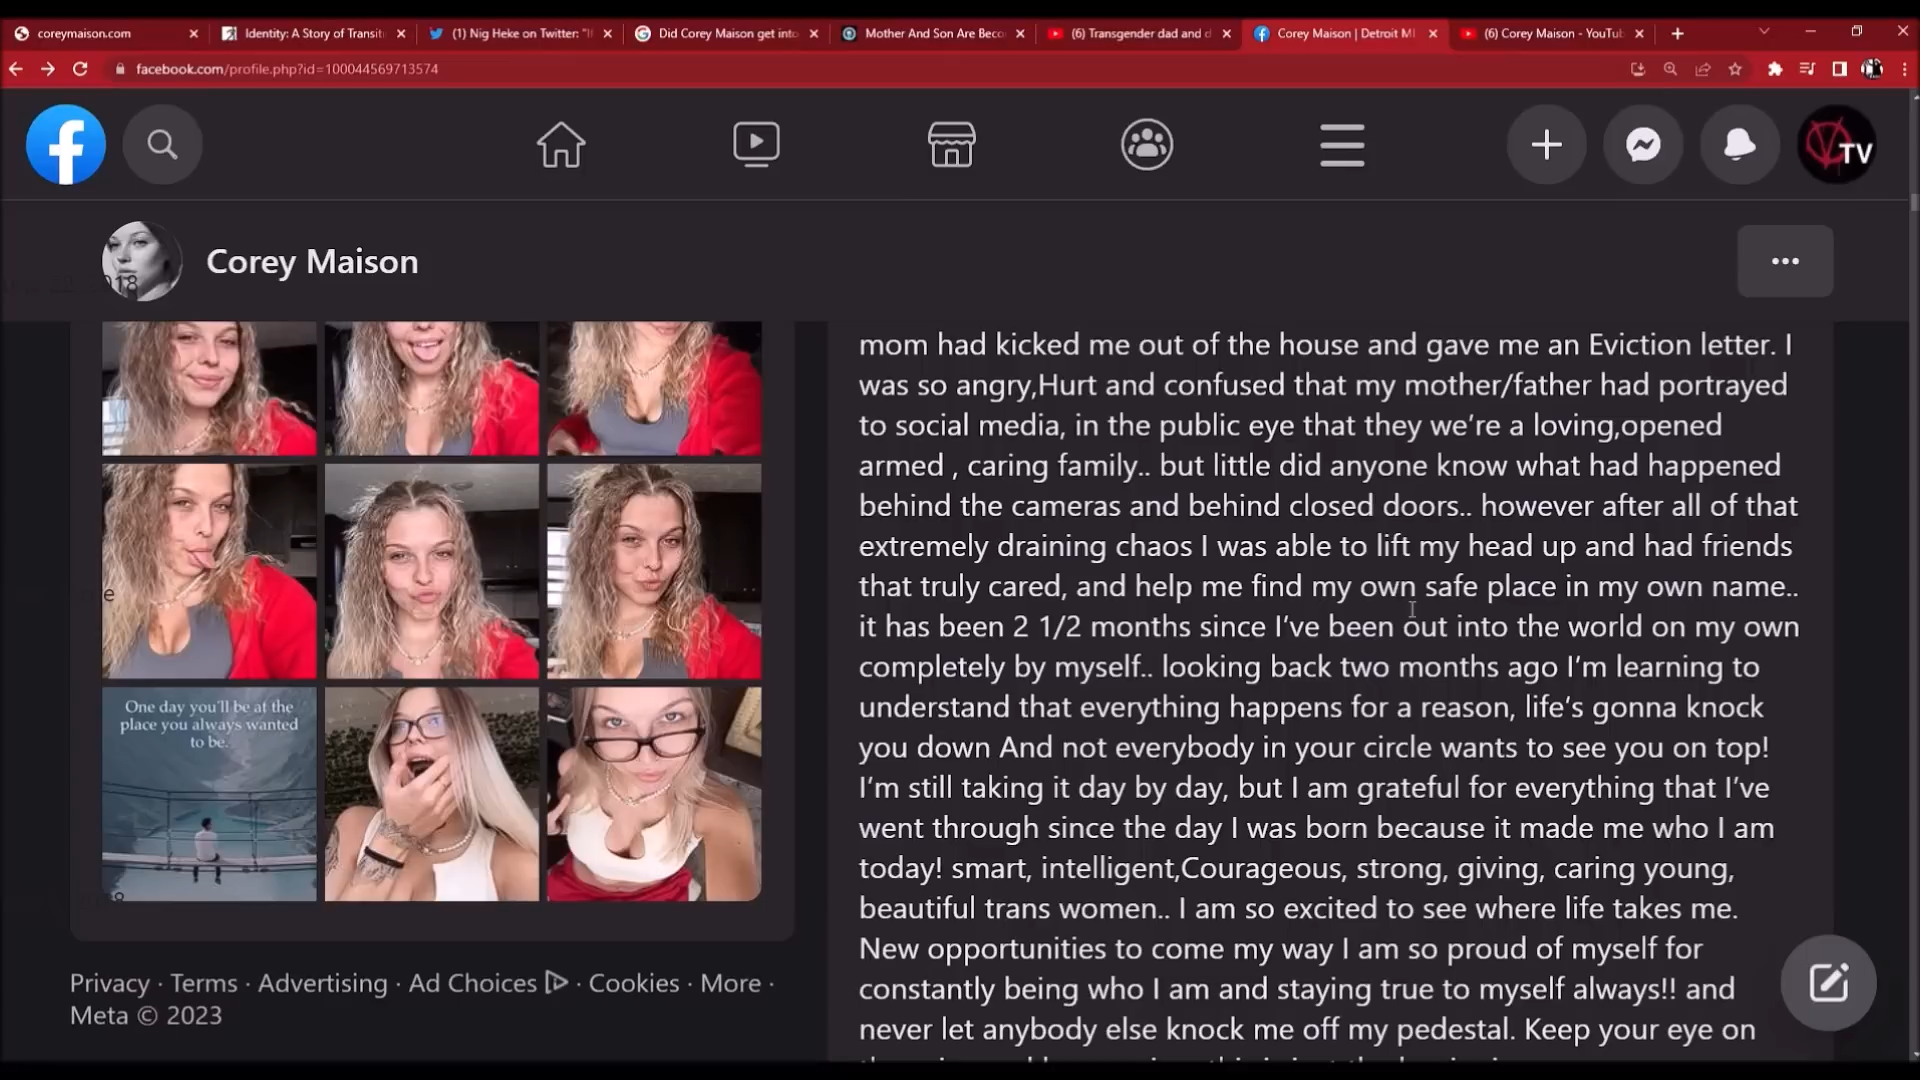 coreymaison.com
Identity: A Story of Transiti
(1) Nig Heke on Twitter: "If
Did Corey Maison get into
Mother And Son Are Beco
(6) Transgender dad and d
Corey Maison | Detroit MI
(6) Corey Maison - YouTub
facebook.com/profile.php?id=100044569713574
TV
Corey Maison
2018
mom had kicked me out of the house and gave me an Eviction letter. I
was so angry,Hurt and confused that my mother/father had portrayed
to social media, in the public eye that they we’re a loving,opened
armed , caring family.. but little did anyone know what had happened
behind the cameras and behind closed doors.. however after all of that
extremely draining chaos I was able to lift my head up and had friends
that truly cared, and help me find my own safe place in my own name..
it has been 2 1/2 months since I’ve been out into the world on my own
completely by myself.. looking back two months ago I’m learning to
understand that everything happens for a reason, life’s gonna knock
you down And not everybody in your circle wants to see you on top!
I’m still taking it day by day, but I am grateful for everything that I’ve
went through since the day I was born because it made me who I am
today! smart, intelligent,Courageous, strong, giving, caring young,
beautiful trans women.. I am so excited to see where life takes me.
New opportunities to come my way I am so proud of myself for
constantly being who I am and staying true to myself always!! and
never let anybody else knock me off my pedestal. Keep your eye on
One day you'll be at the
place you always wanted
to be.
Privacy · Terms · Advertising · Ad Choices · Cookies · More ·
Meta © 2023